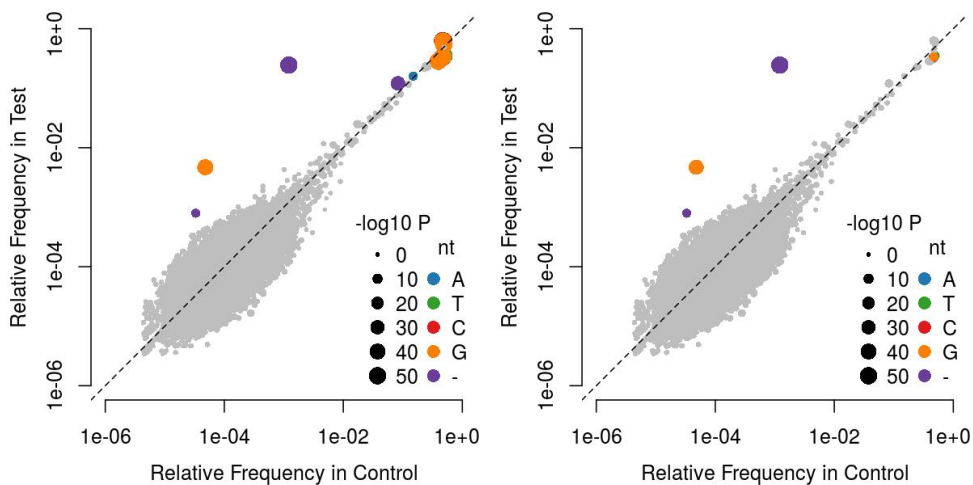 Relative Frequency in Test
1e+0
1e-02
1e-04
1e-06
1e-06 1e-04 1e-02 1e+0
Relative Frequency in Control
-log10 P
nt
0
10 A
20 T
30 C
40 G
50 -
Relative Frequency in Test
1e+0
1e-02
1e-04
1e-06
1e-06 1e-04 1e-02 1e+0
Relative Frequency in Control
-log10 P
nt
0
10 A
20 T
30 C
40 G
50 -